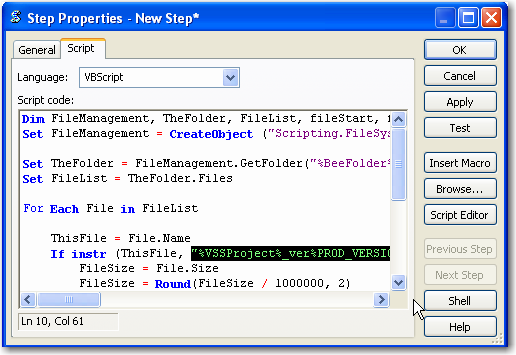 Step Properties - New Step*
General
Script
Language:
VBScript
Script code:
Dim FileManagement, TheFolder, FileList, fileStart,
Set FileManagement = CreateObject ("Scripting.FileSys
Set TheFolder = FileManagement.GetFolder("%BeeFolder%
Set FileList = TheFolder.Files
For Each File in FileList
ThisFile = File.Name
If instr (ThisFile, "%VSSProject%_ver%PROD_VERSIO
FileSize = File.Size
FileSize = Round(FileSize / 1000000, 2)
Ln 10, Col 61
OK
Cancel
Apply
Test
Insert Macro
Browse...
Script Editor
Previous Step
Next Step
Shell
Help